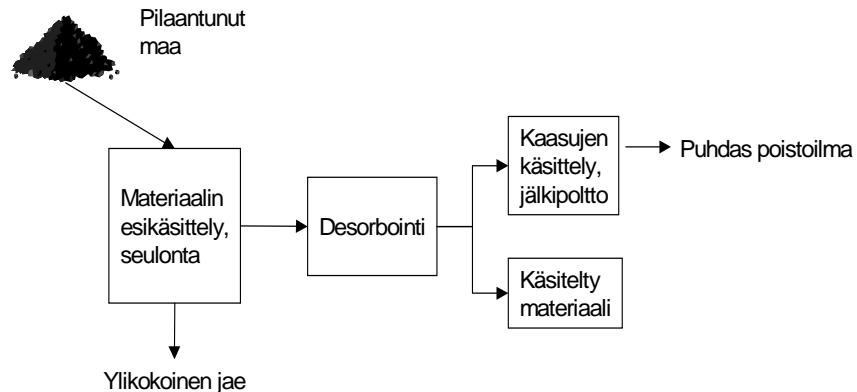 Pilaantunut
maa
Materiaalin
esikäsittely,
seulonta
Desorbointi
Kaasujen
käsittely,
jälkipoltto
Puhdas poistoilma
Käsitelty
materiaali
Ylikokoinen jae